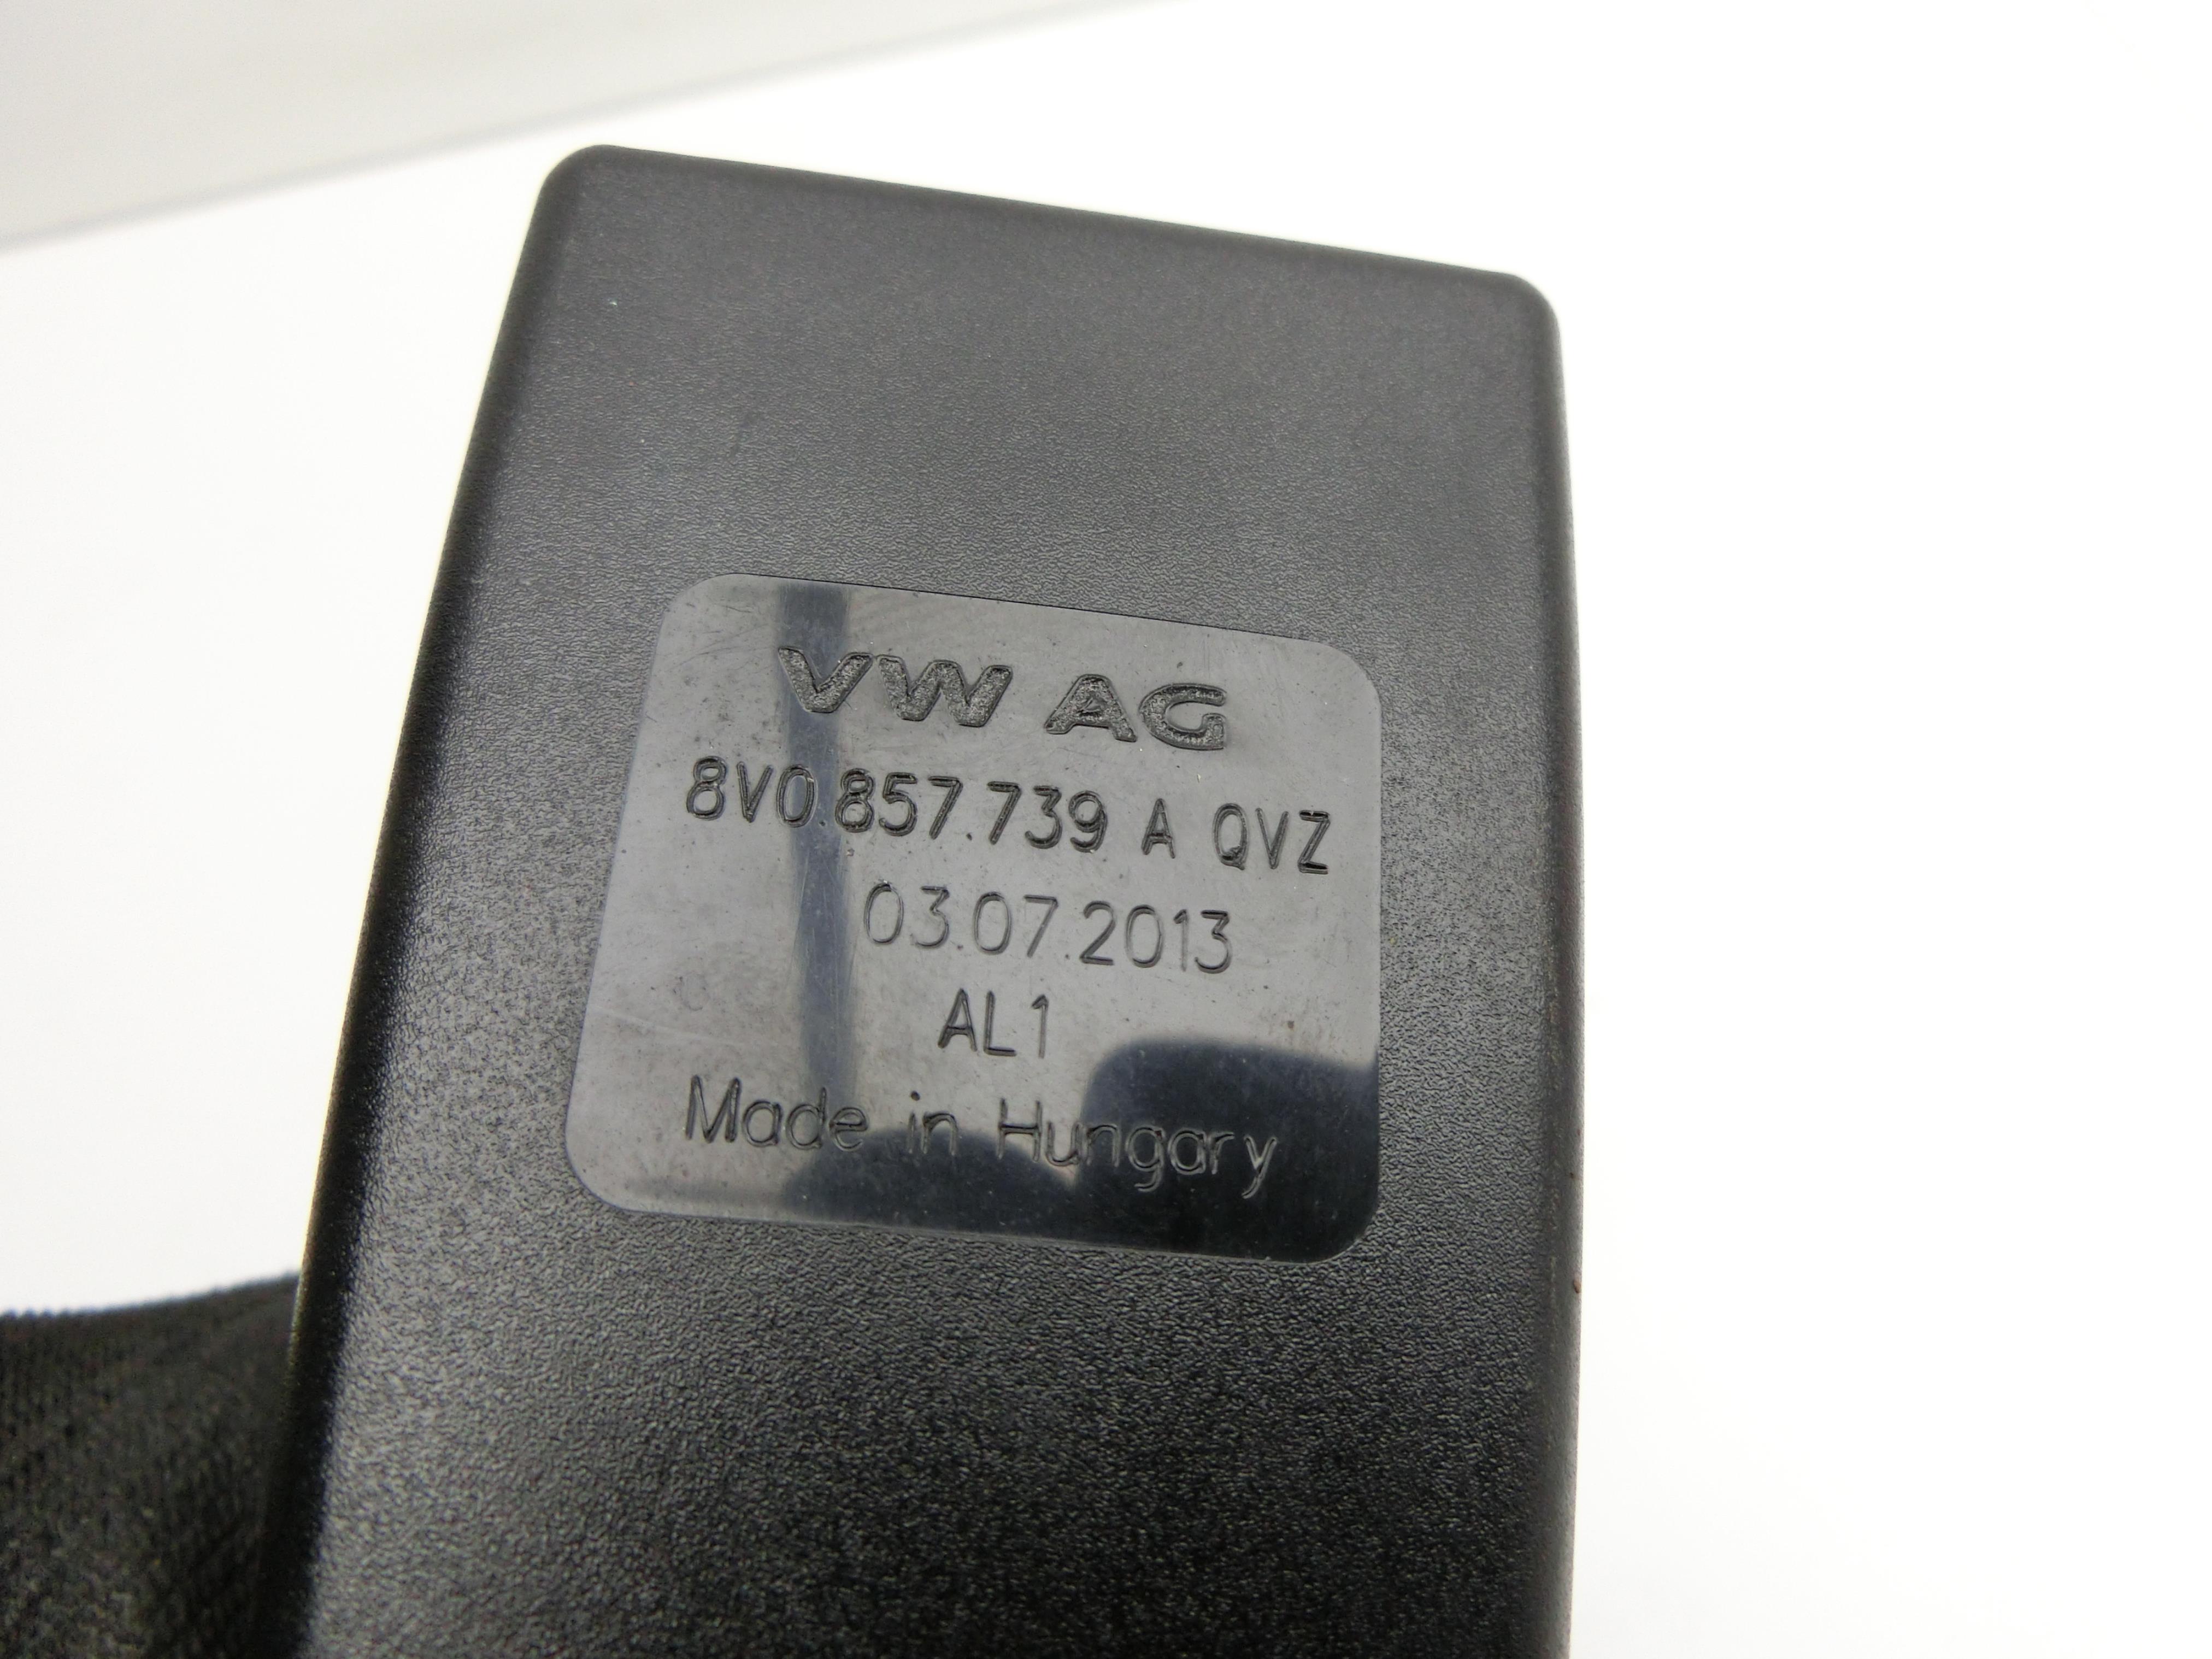 VW AG
8V0.857.739 A QVZ
03.07.2013
AL1
Made in Hungary